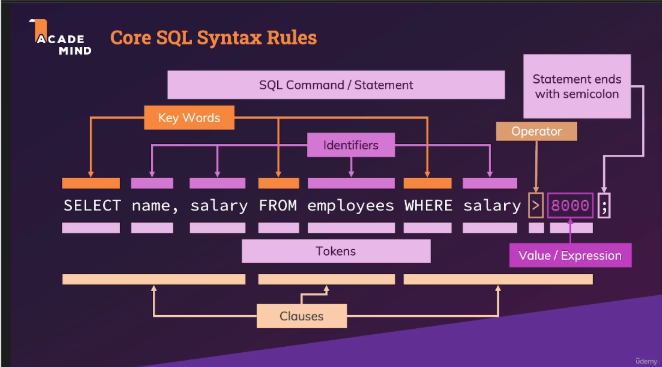 ACADE
MIND
Core SQL Syntax Rules
SQL Command / Statement
Statement ends
with semicolon
Key Words
Operator
Identifiers
SELECT name, salary FROM employees WHERE salary > 8000 ;
Tokens
Value / Expression
Clauses
ûdemy